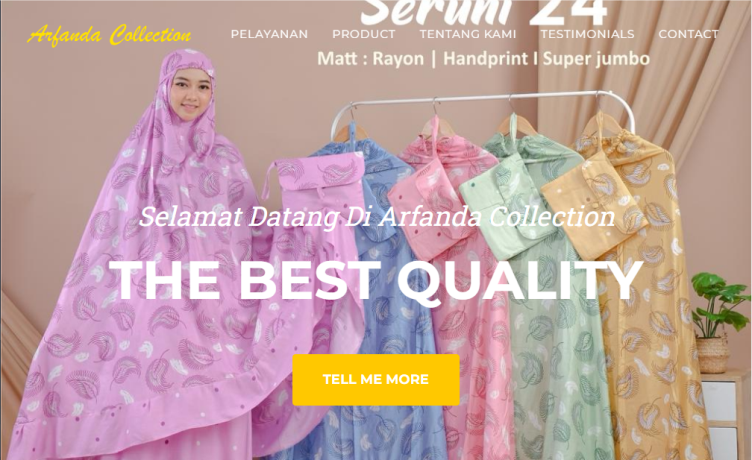 Seruni 24
Arfanda Collection
PELAYANAN PRODUCT TENTANG KAMI TESTIMONIALS CONTACT
Matt : Rayon | Handprint I Super jumbo
Selamat Datang Di Arfanda Collection
THE BEST QUALITY
TELL ME MORE